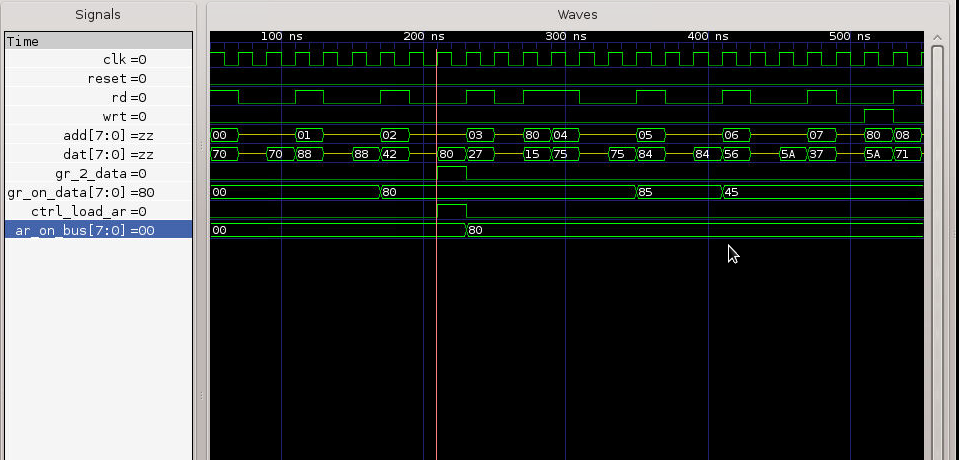 Signals Waves
Time 100 ns 200 ns 300 ns 400 ns 500 ns
clk =0
reset =0
rd =0
wrt =0
add[7:0] =zz 00 01 02 03 80 04 05 06 07 80 08
dat[7:0] =zz 70 70 88 88 42 80 27 15 75 75 84 84 56 5A 37 5A 71
gr_2_data =0
gr_on_data[7:0] =80 00 80 85 45
ctrl_load_ar =0
ar_on_bus[7:0] =00 00 80